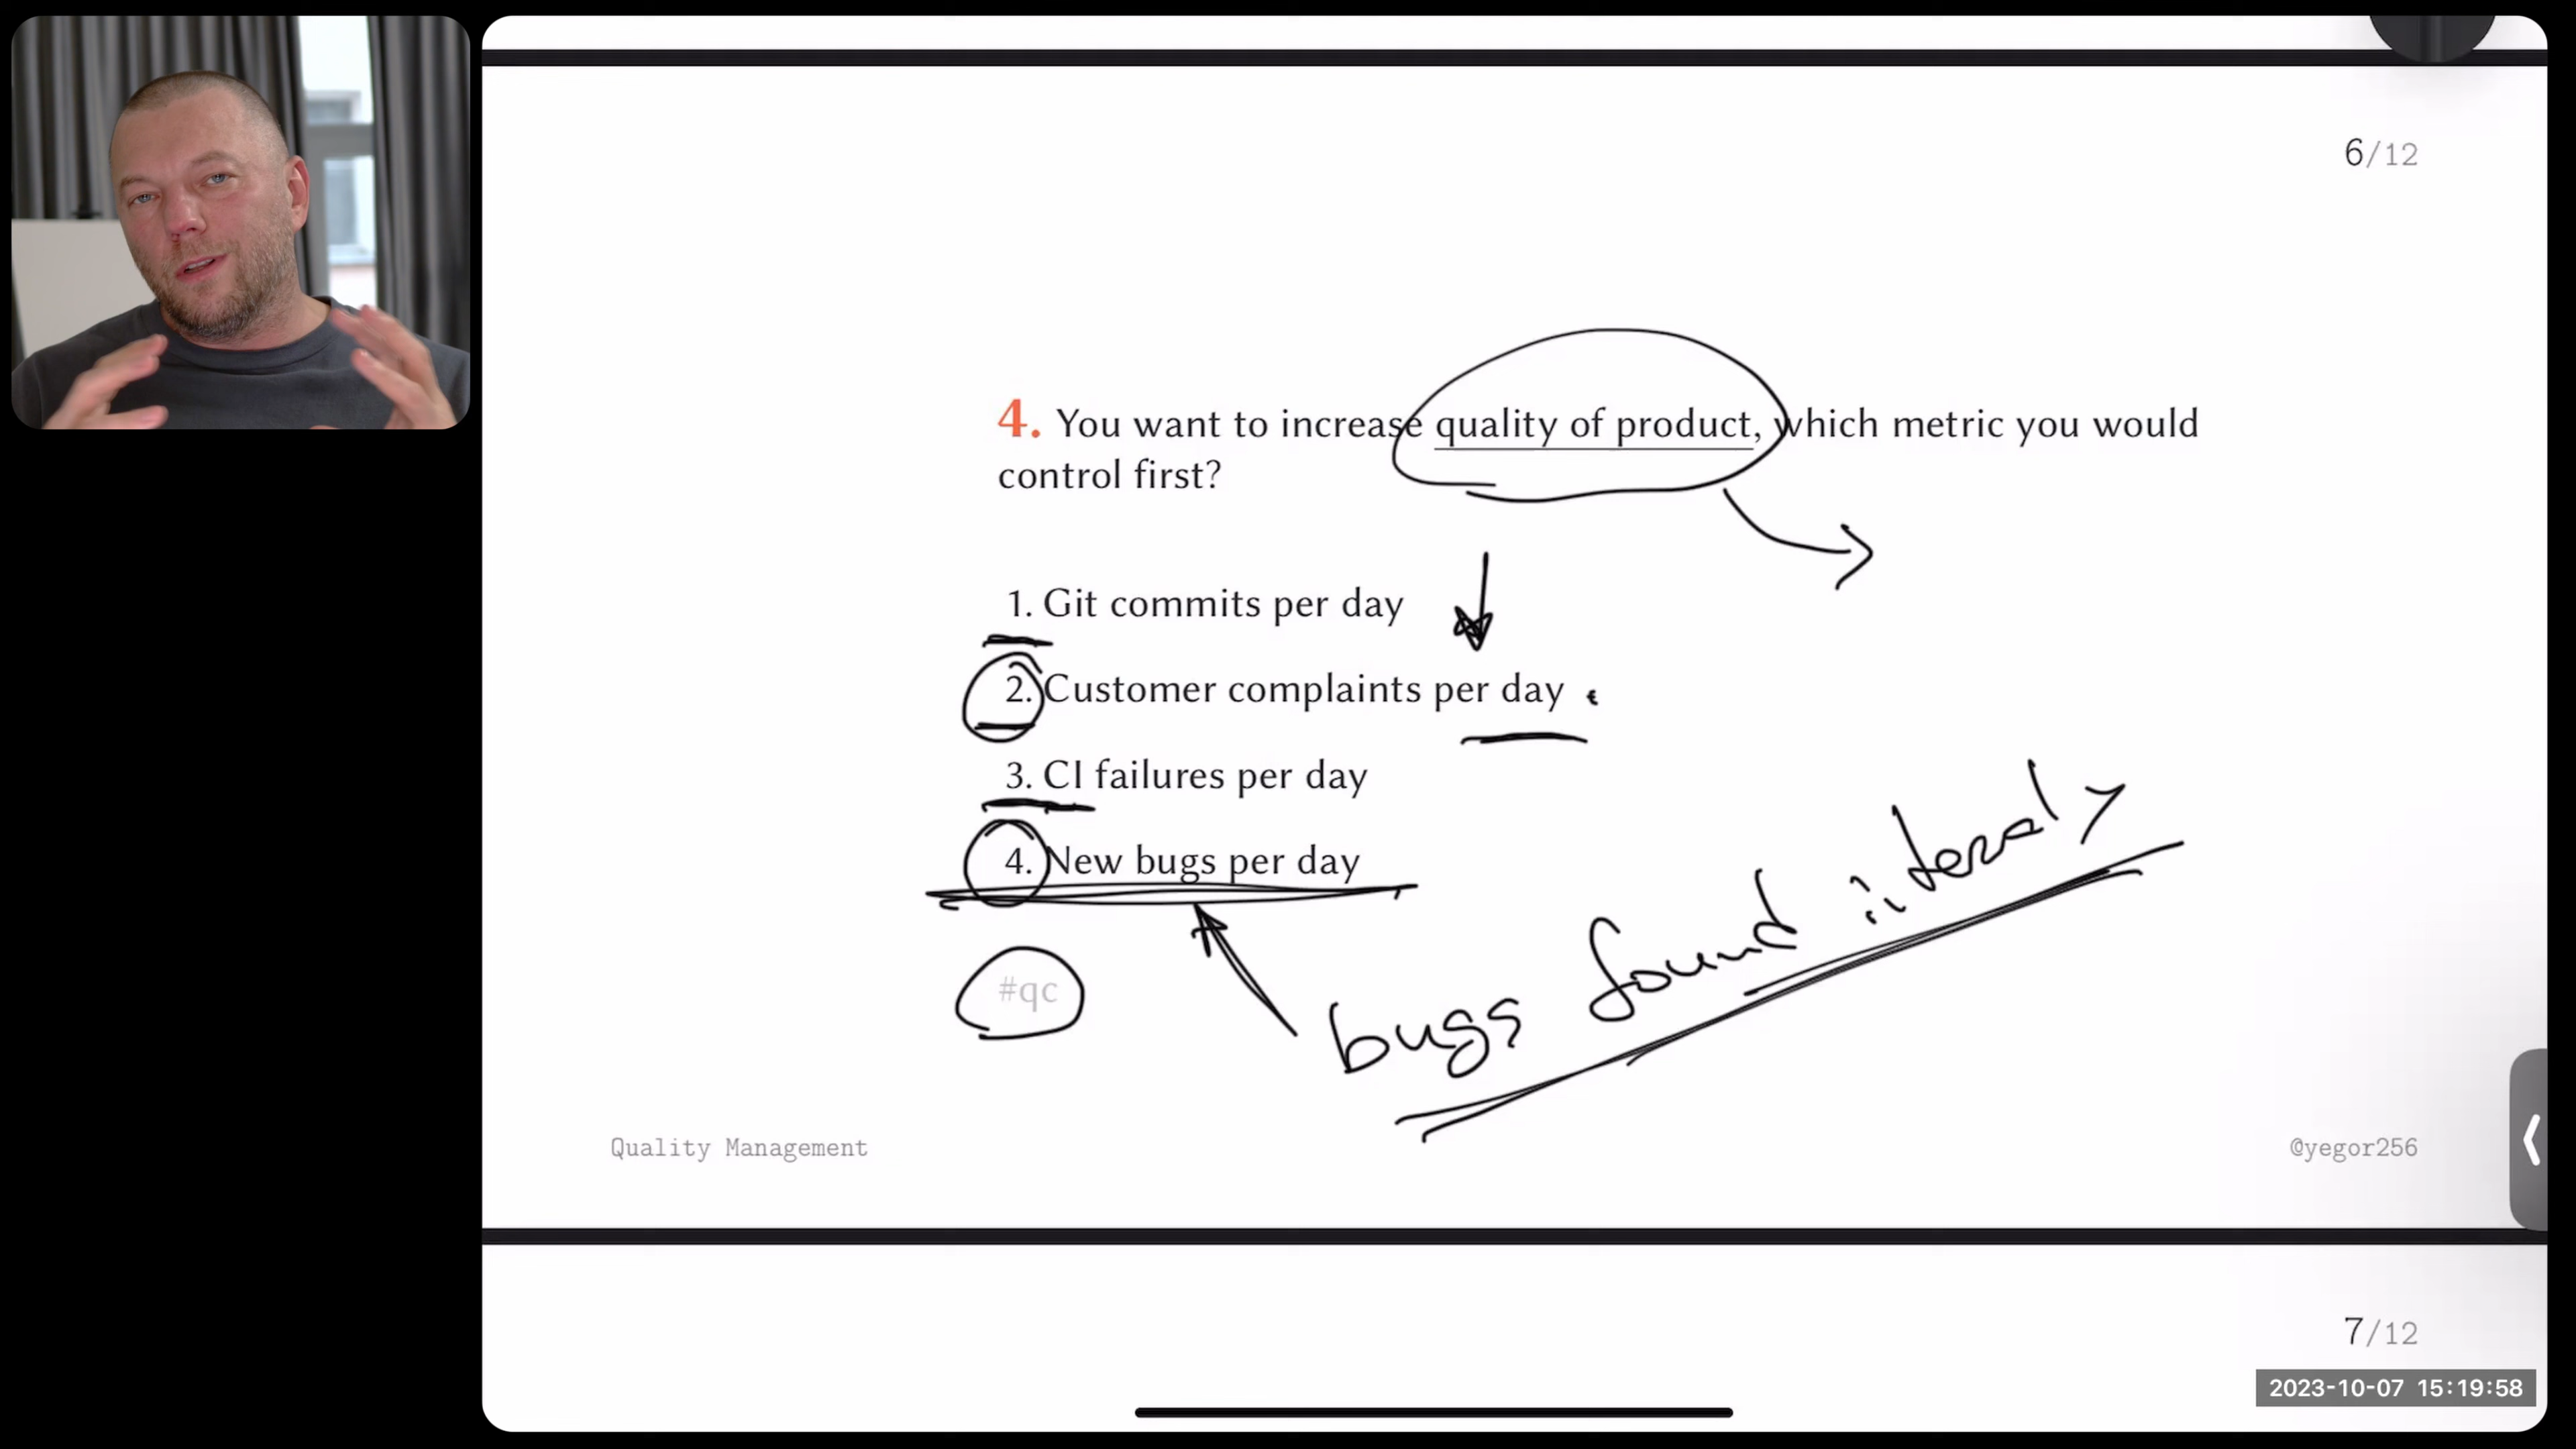 6/12
4. You want to increase quality of product, which metric you would
control first?
1. Git commits per day
2. Customer complaints per day
3. CI failures per day
4. New bugs per day
#qc
bugs found internaly
Quality Management
@yegor256
7/12
2023-10-07 15:19:58